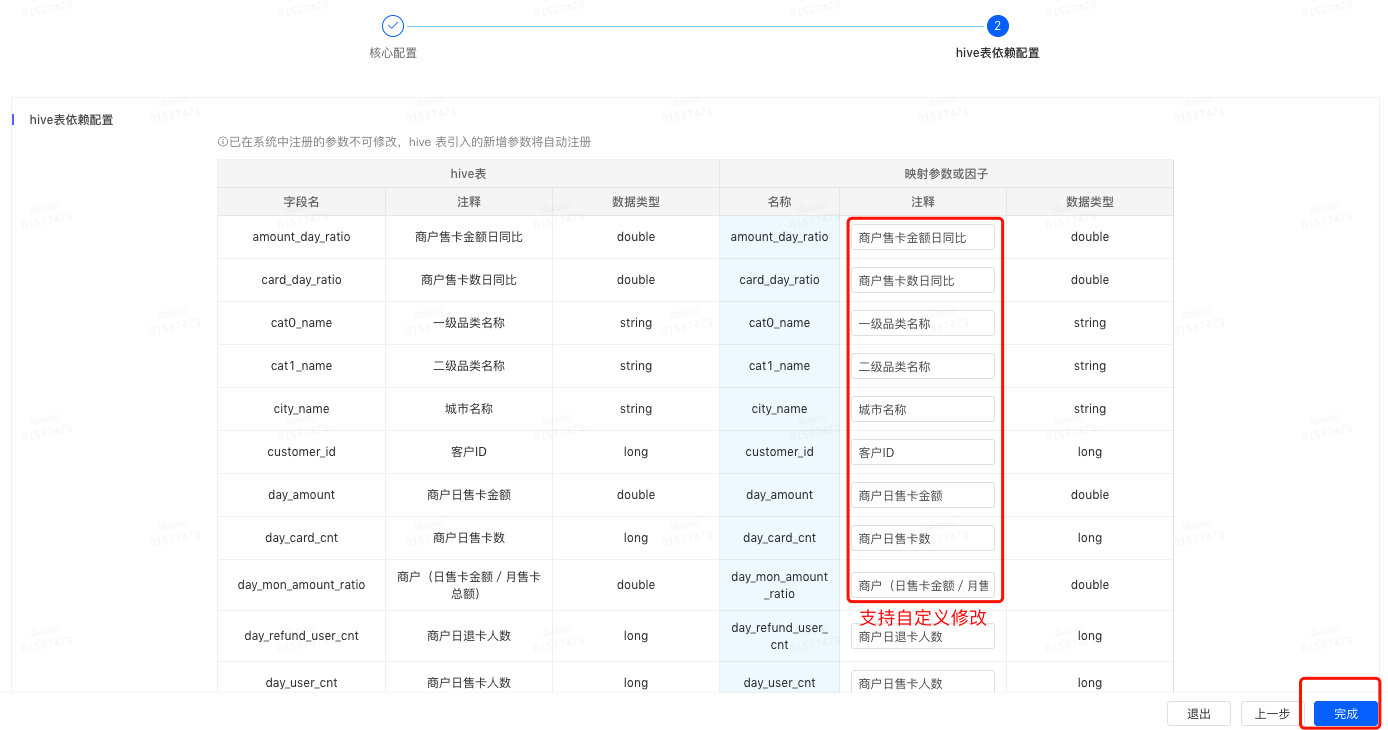 2
核心配置
hive表依赖配置
hive表依赖配置
已在系统中注册的参数不可修改，hive 表引入的新增参数将自动注册
hive表 映射参数或因子
字段名 注释 数据类型 名称 注释 数据类型
amount_day_ratio 商户售卡金额日同比 double amount_day_ratio 商户售卡金额日同比 double
card_day_ratio 商户售卡数日同比 double card_day_ratio 商户售卡数日同比 double
cat0_name 一级品类名称 string cat0_name 一级品类名称 string
cat1_name 二级品类名称 string cat1_name 二级品类名称 string
city_name 城市名称 string city_name 城市名称 string
customer_id 客户ID long customer_id 客户ID long
day_amount 商户日售卡金额 double day_amount 商户日售卡金额 double
day_card_cnt 商户日售卡数 long day_card_cnt 商户日售卡数 long
day_mon_amount_ratio 商户（日售卡金额 / 月售卡
总额） double day_mon_amount
_ratio 商户（日售卡金额 / 月售 double
支持自定义修改
day_refund_user_cnt 商户日退卡人数 long day_refund_user_
cnt 商户日退卡人数 long
day_user_cnt 商户日售卡人数 long day_user_cnt 商户日售卡人数 long
退出 上一步 完成